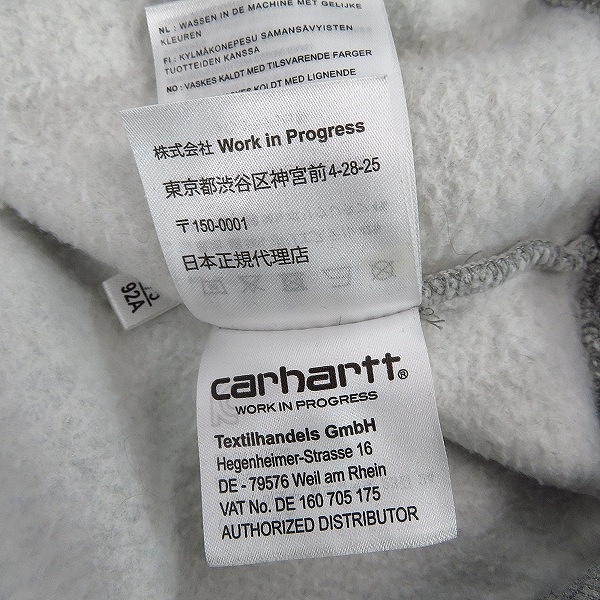 NL : WASSEN IN DE MACHINE MET GELIJKE
KLEUREN
FI : KYLMÄKONEPESU SAMANSÄVYISTEN
TUOTTEIDEN KANSSA
NO : VASKES KALDT MED TILSVARENDE FARGER
KOLDT MED LIGNENDE
株式会社 Work in Progress
東京都渋谷区神宮前4-28-25
〒150-0001
日本正規代理店
92A
carhartt®
WORK IN PROGRESS
Textilhandels GmbH
Hegenheimer-Strasse 16
DE - 79576 Weil am Rhein
VAT No. DE 160 705 175
AUTHORIZED DISTRIBUTOR